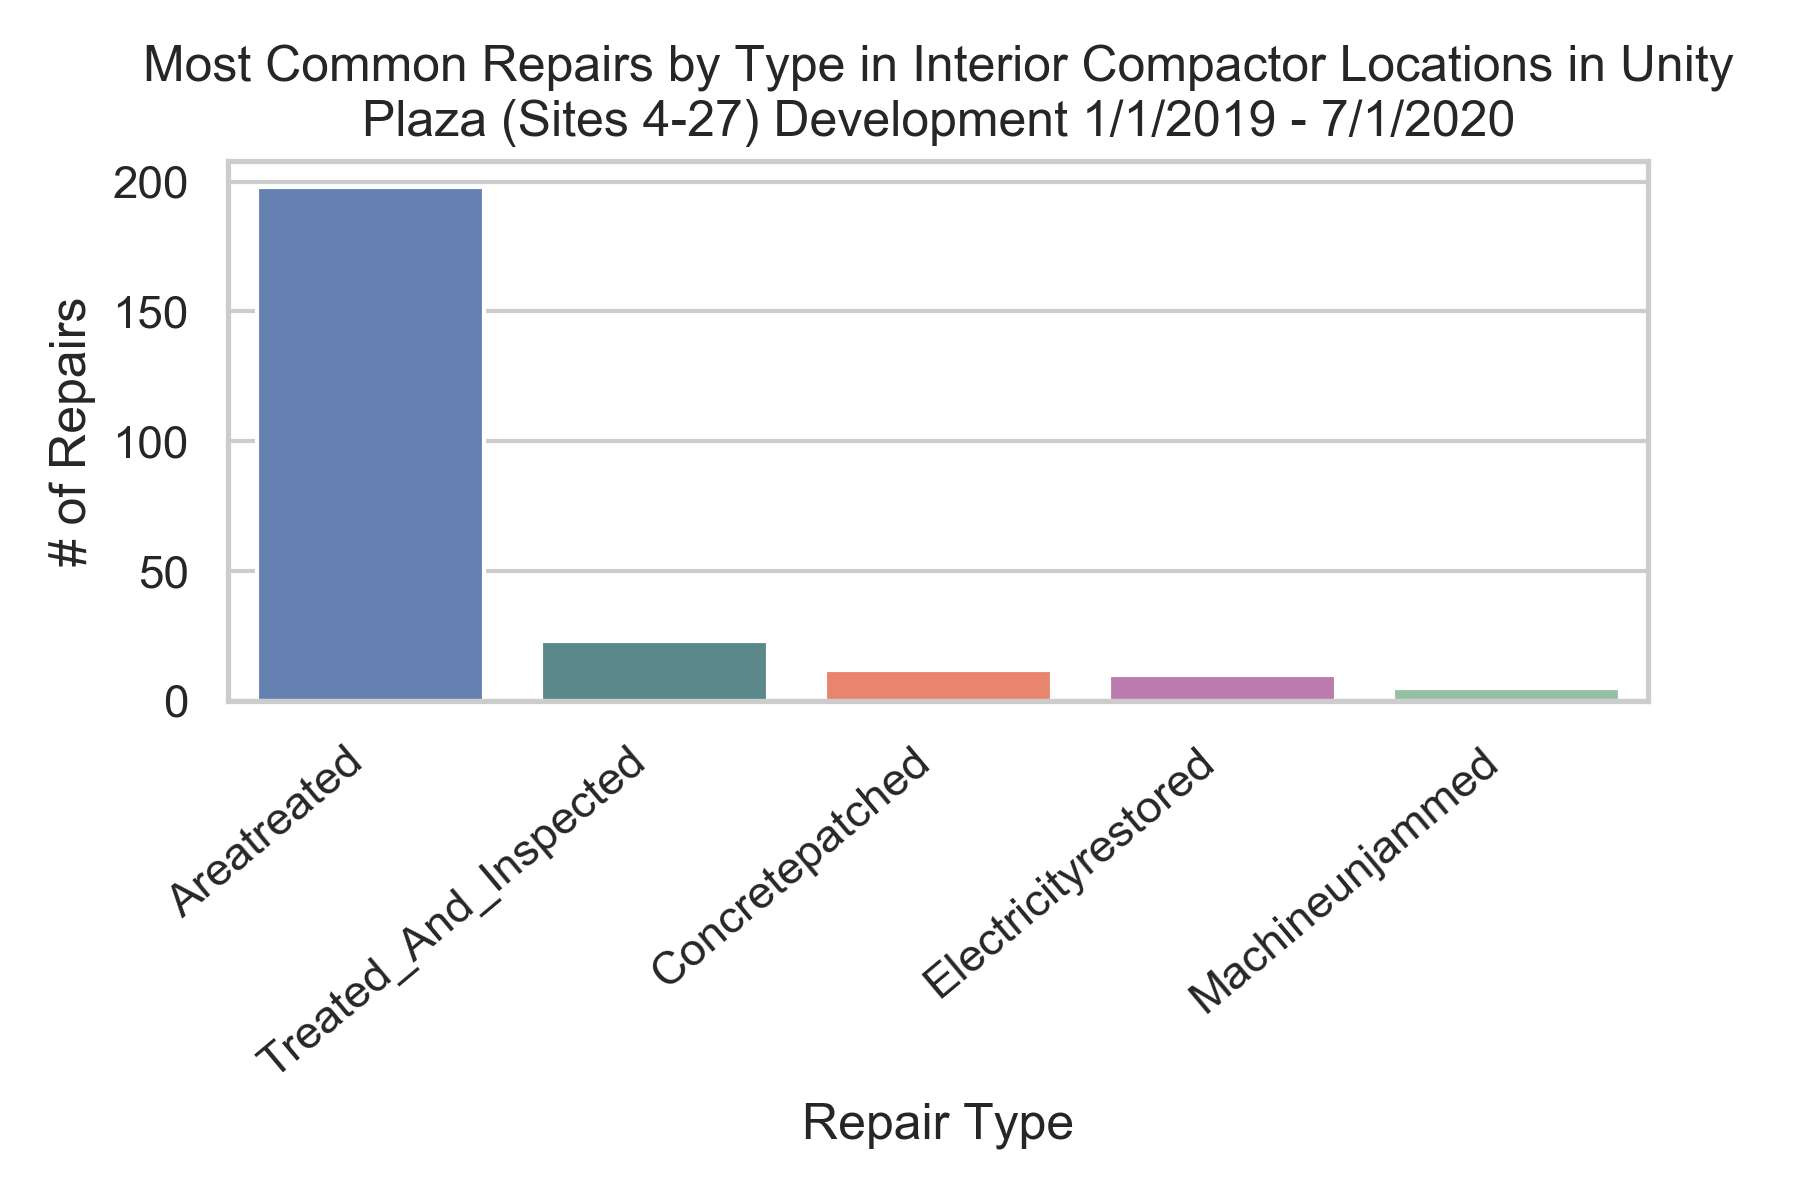 Most Common Repairs by Type in Interior Compactor Locations in Unity
Plaza (Sites 4-27) Development 1/1/2019 - 7/1/2020
# of Repairs
200
150
100
50
0
Areatreated
Treated_And_Inspected
Concretepatched
Electricityrestored
Machineunjammed
Repair Type